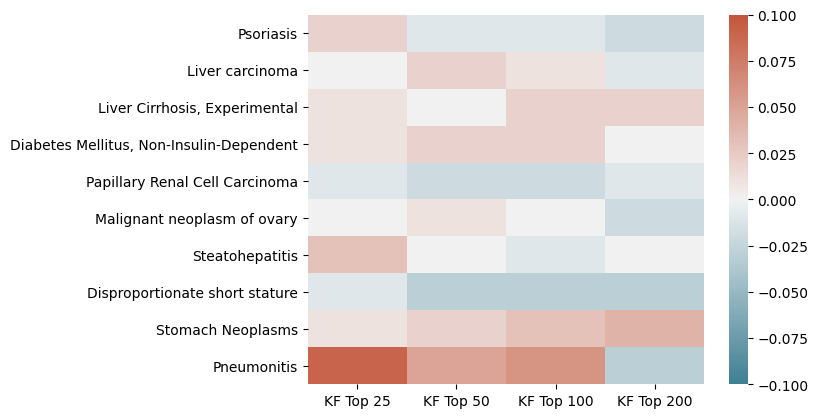 Psoriasis
Liver carcinoma
Liver Cirrhosis, Experimental
Diabetes Mellitus, Non-Insulin-Dependent
Papillary Renal Cell Carcinoma
Malignant neoplasm of ovary
Steatohepatitis
Disproportionate short stature
Stomach Neoplasms
Pneumonitis
KF Top 25 KF Top 50 KF Top 100 KF Top 200
0.100
0.075
0.050
0.025
0.000
−0.025
−0.050
−0.075
−0.100